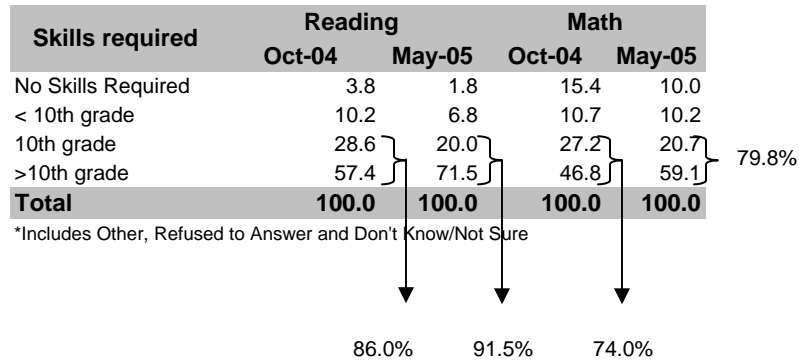 Skills required Reading Math
Oct-04 May-05 Oct-04 May-05
No Skills Required 3.8 1.8 15.4 10.0
< 10th grade 10.2 6.8 10.7 10.2
10th grade 28.6 20.0 27.2 20.7
79.8%
>10th grade 57.4 71.5 46.8 59.1
Total 100.0 100.0 100.0 100.0
*Includes Other, Refused to Answer and Don't Know/Not Sure
86.0% 91.5% 74.0%